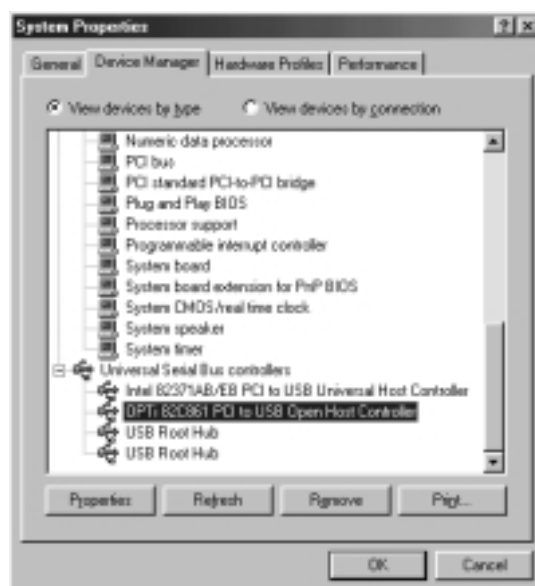 System Properties
General Device Manager Hardware Profiles Performance
View devices by type View devices by connection
Numeric data processor
PCI bus
PCI standard PCI-to-PCI bridge
Plug and Play BIOS
Processor support
Programmable interrupt controller
System board
System board extension for PnP BIOS
System CMOS/real time clock
System speaker
System timer
Universal Serial Bus controllers
Intel 82371AB/EB PCI to USB Universal Host Controller
OPTi 82C861 PCI to USB Open Host Controller
USB Root Hub
USB Root Hub
Properties Refresh Remove Print...
OK Cancel